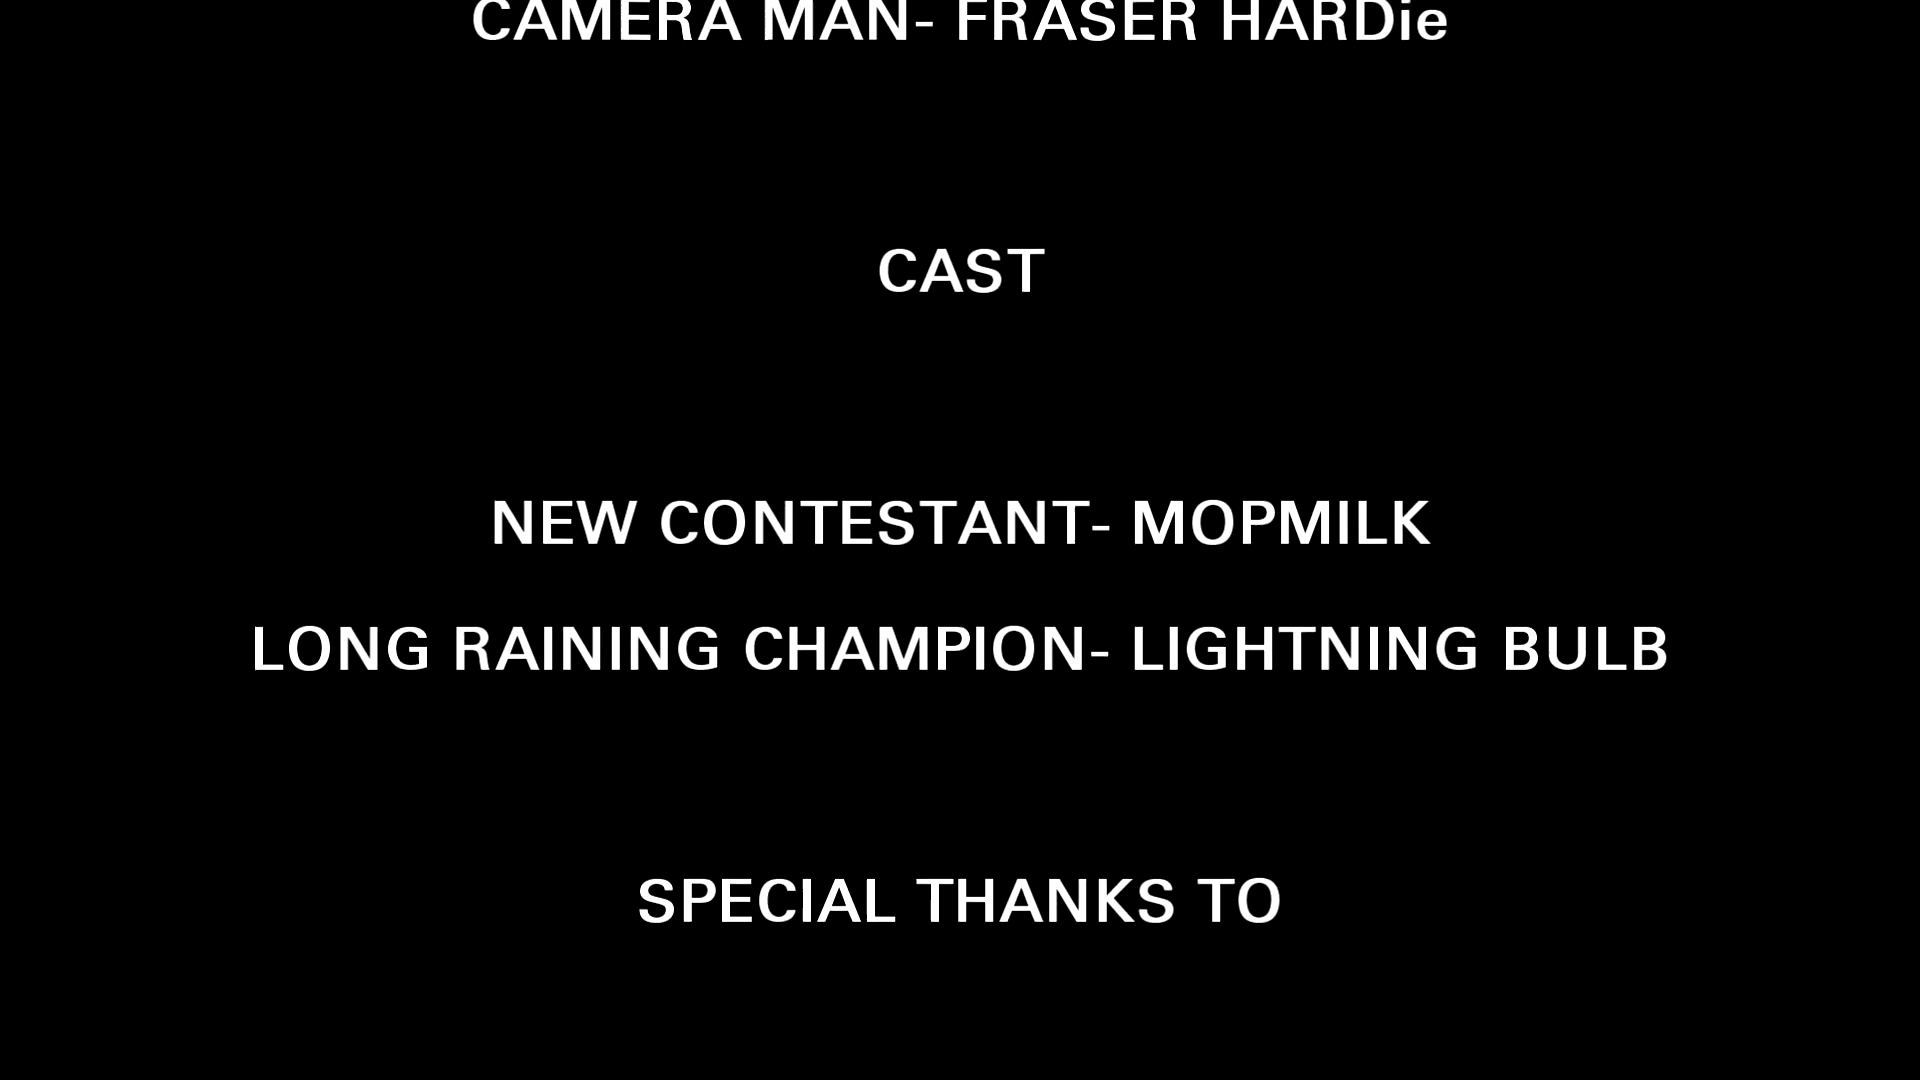 CAMERA MAN- FRASER HARDie
CAST
NEW CONTESTANT- MOPMILK
LONG RAINING CHAMPION- LIGHTNING BULB
SPECIAL THANKS TO